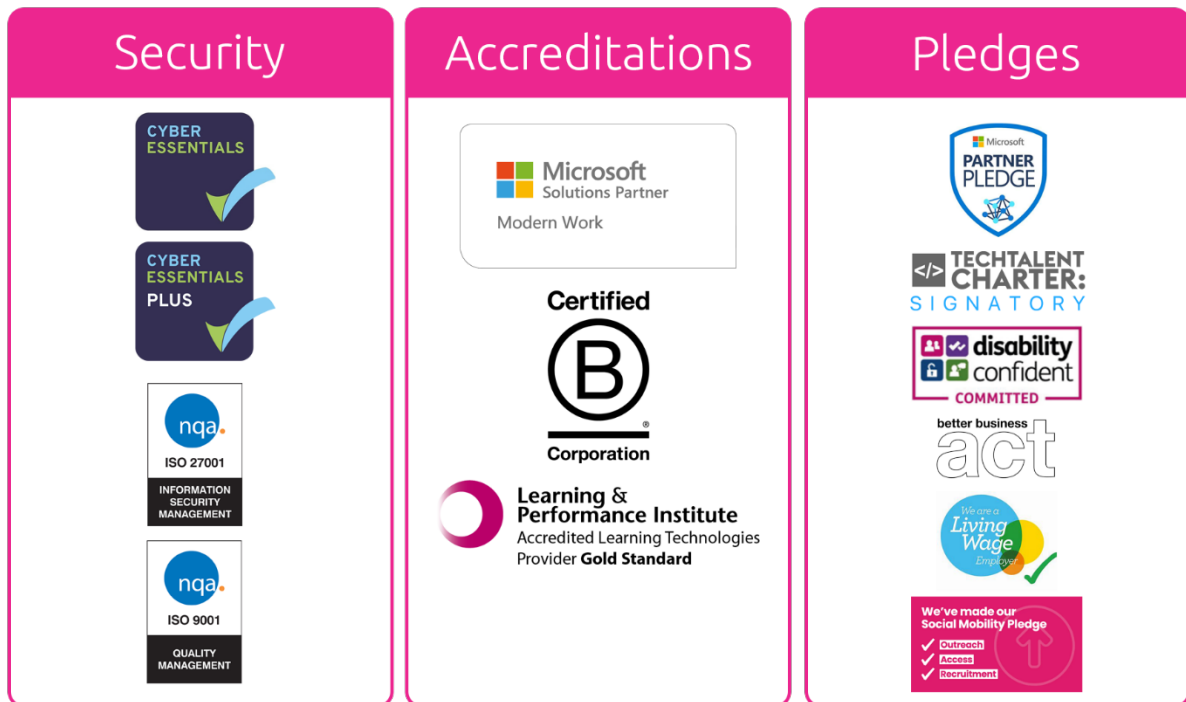 Security
CYBER
ESSENTIALS
CYBER
ESSENTIALS
PLUS
nqa.
ISO 27001
INFORMATION
SECURITY
MANAGEMENT
nqa.
ISO 9001
QUALITY
MANAGEMENT
Accreditations
Microsoft
Solutions Partner
Modern Work
Certified
B
®
Corporation
Learning &
Performance Institute
Accredited Learning Technologies
Provider Gold Standard
Pledges
Microsoft
PARTNER
PLEDGE
</> TECHTALENT
CHARTER:
SIGNATORY
disability
confident
COMMITTED
better business
act
We are a
Living
Wage
Employer
We've made our
Social Mobility Pledge
Outreach
Access
Recruitment